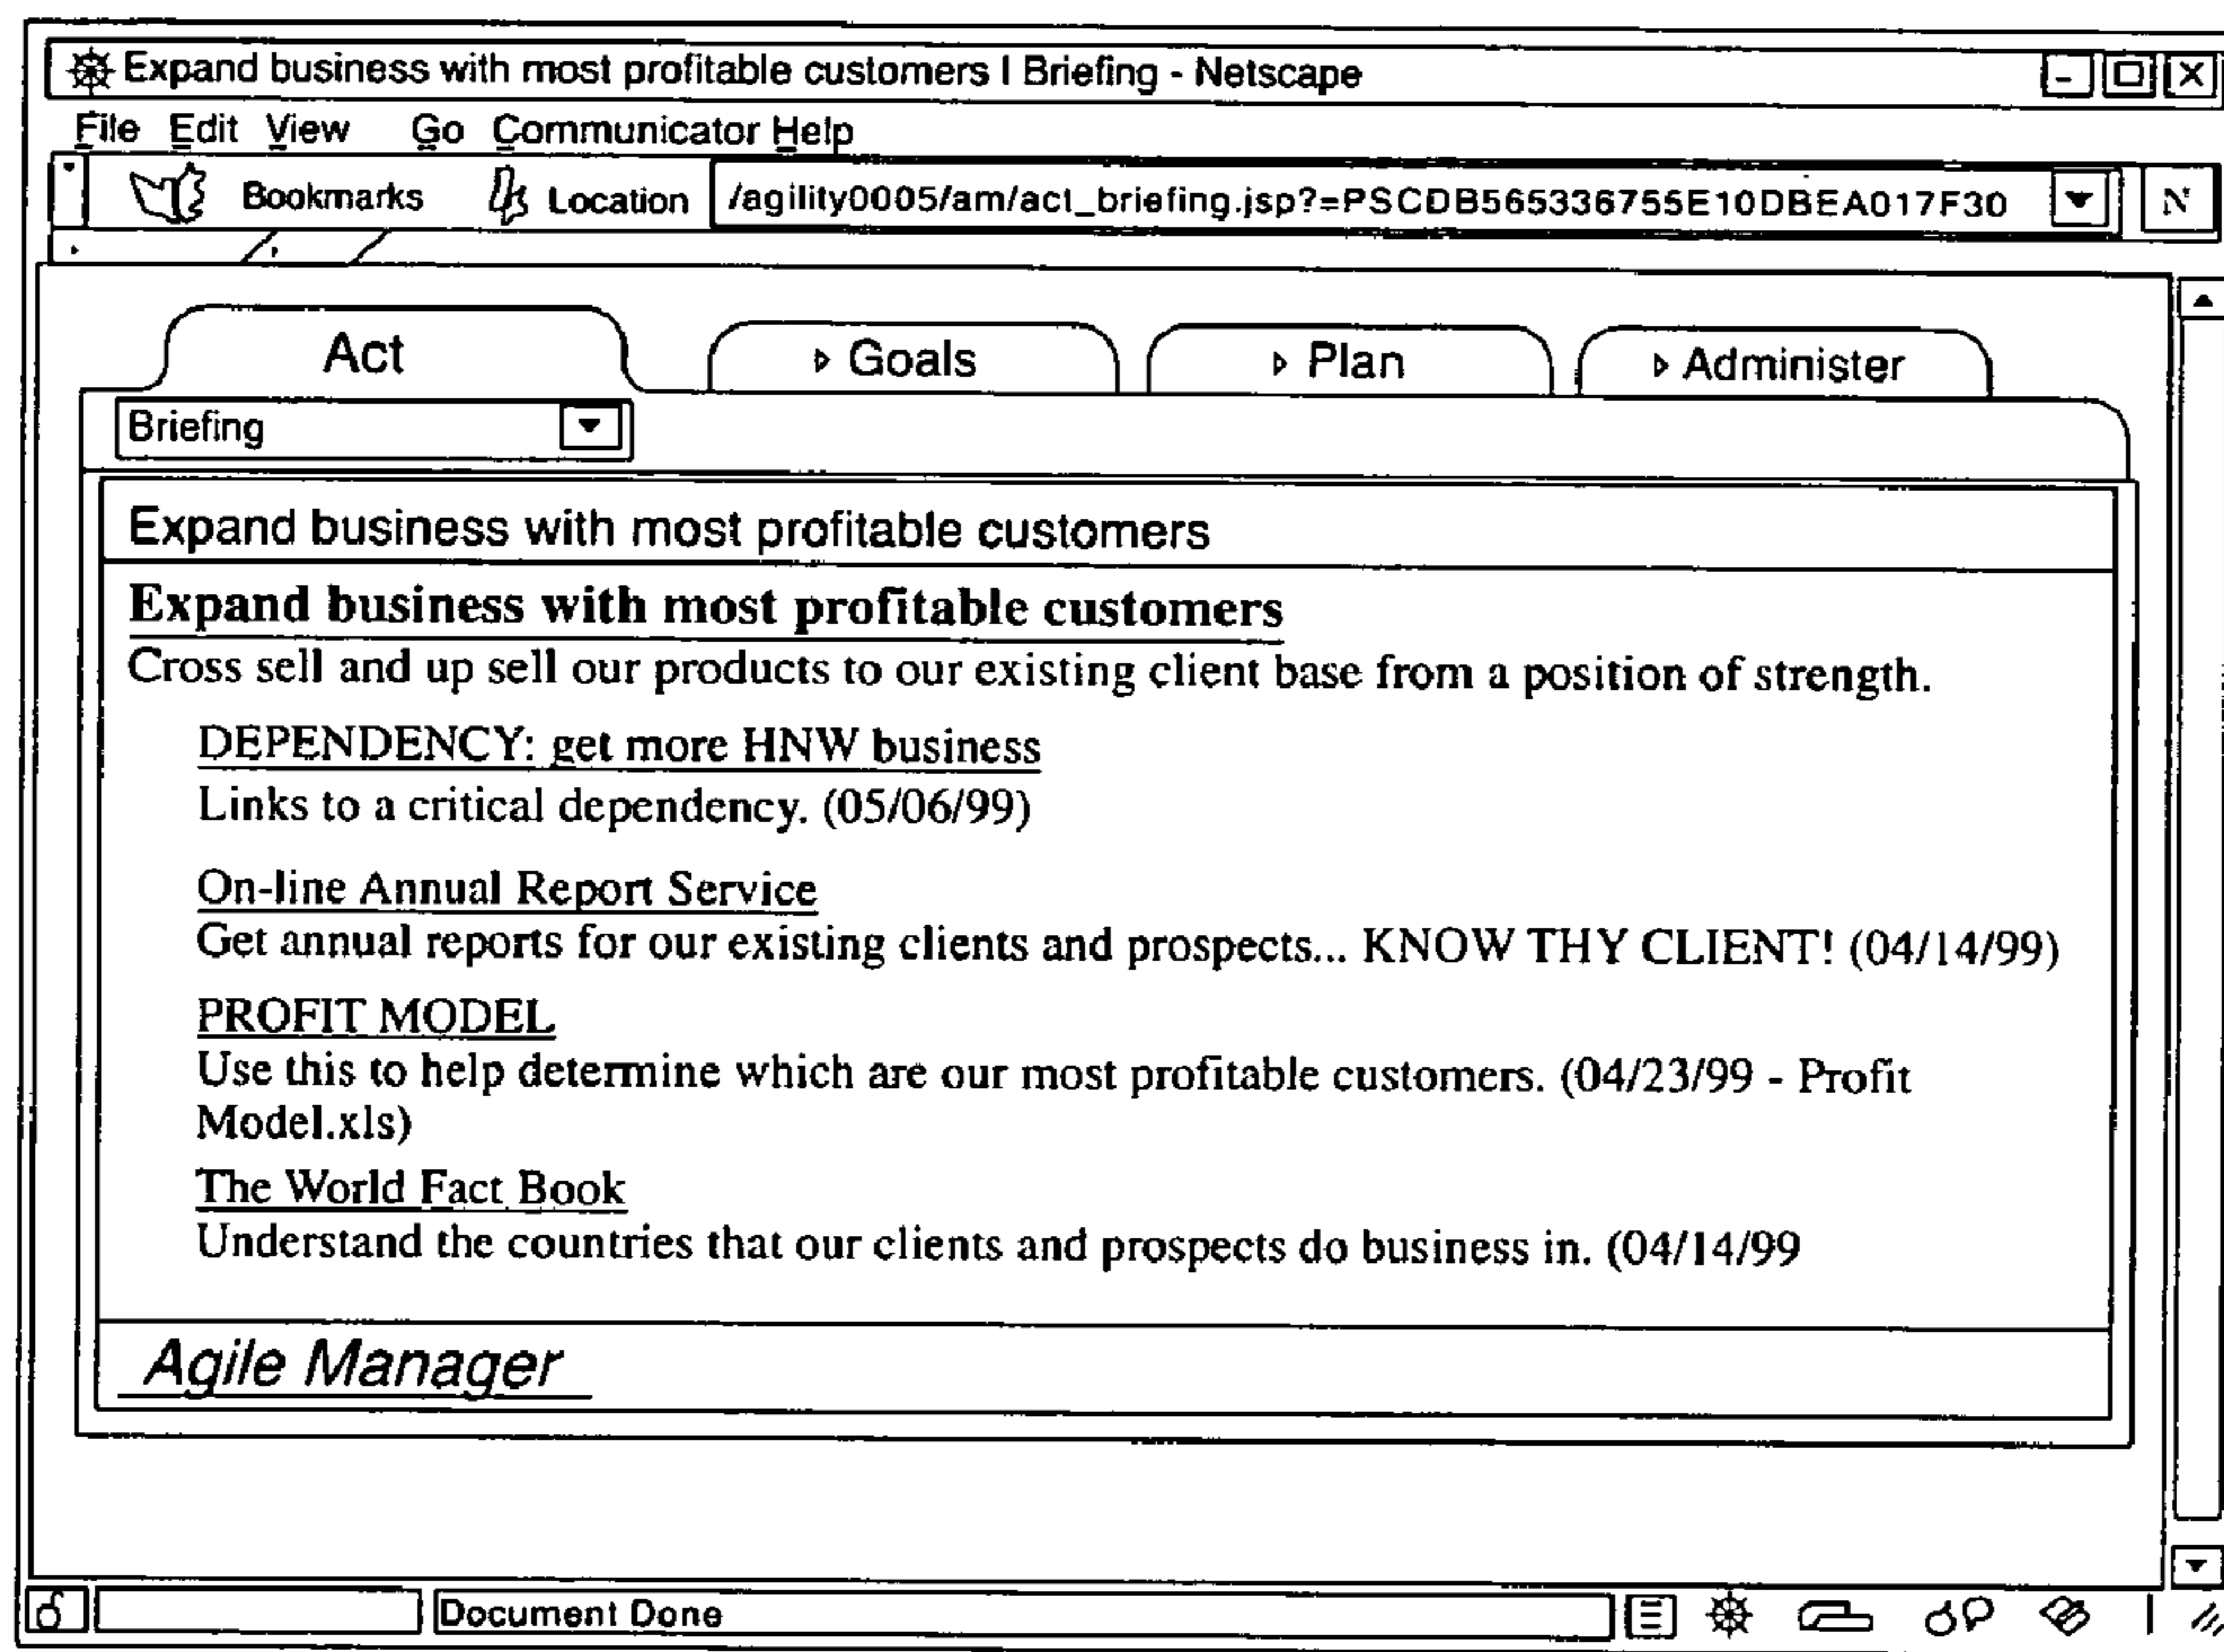 Expand business with most profitable customers | Briefing - Netscape
File Edit View Go Communicator Help
Bookmarks Location /agility0005/am/act_briefing.jsp?=PSCDB565336755E10DBEA017F30 N
Act Goals Plan Administer
Briefing
Expand business with most profitable customers
Expand business with most profitable customers
Cross sell and up sell our products to our existing client base from a position of strength.
DEPENDENCY: get more HNW business
Links to a critical dependency. (05/06/99)
On-line Annual Report Service
Get annual reports for our existing clients and prospects... KNOW THY CLIENT! (04/14/99)
PROFIT MODEL
Use this to help determine which are our most profitable customers. (04/23/99 - Profit
Model.xls)
The World Fact Book
Understand the countries that our clients and prospects do business in. (04/14/99
Agile Manager
Document Done